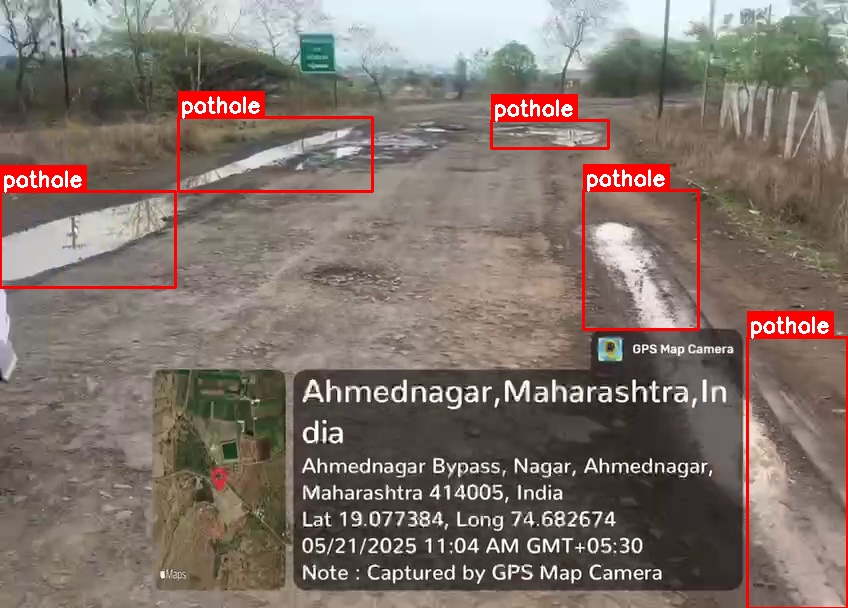 pothole
pothole
pothole
pothole
pothole
GPS Map Camera
Ahmednagar,Maharashtra,In
dia
Ahmednagar Bypass, Nagar, Ahmednagar,
Maharashtra 414005, India
Lat 19.077384, Long 74.682674
05/21/2025 11:04 AM GMT+05:30
Note : Captured by GPS Map Camera
Maps